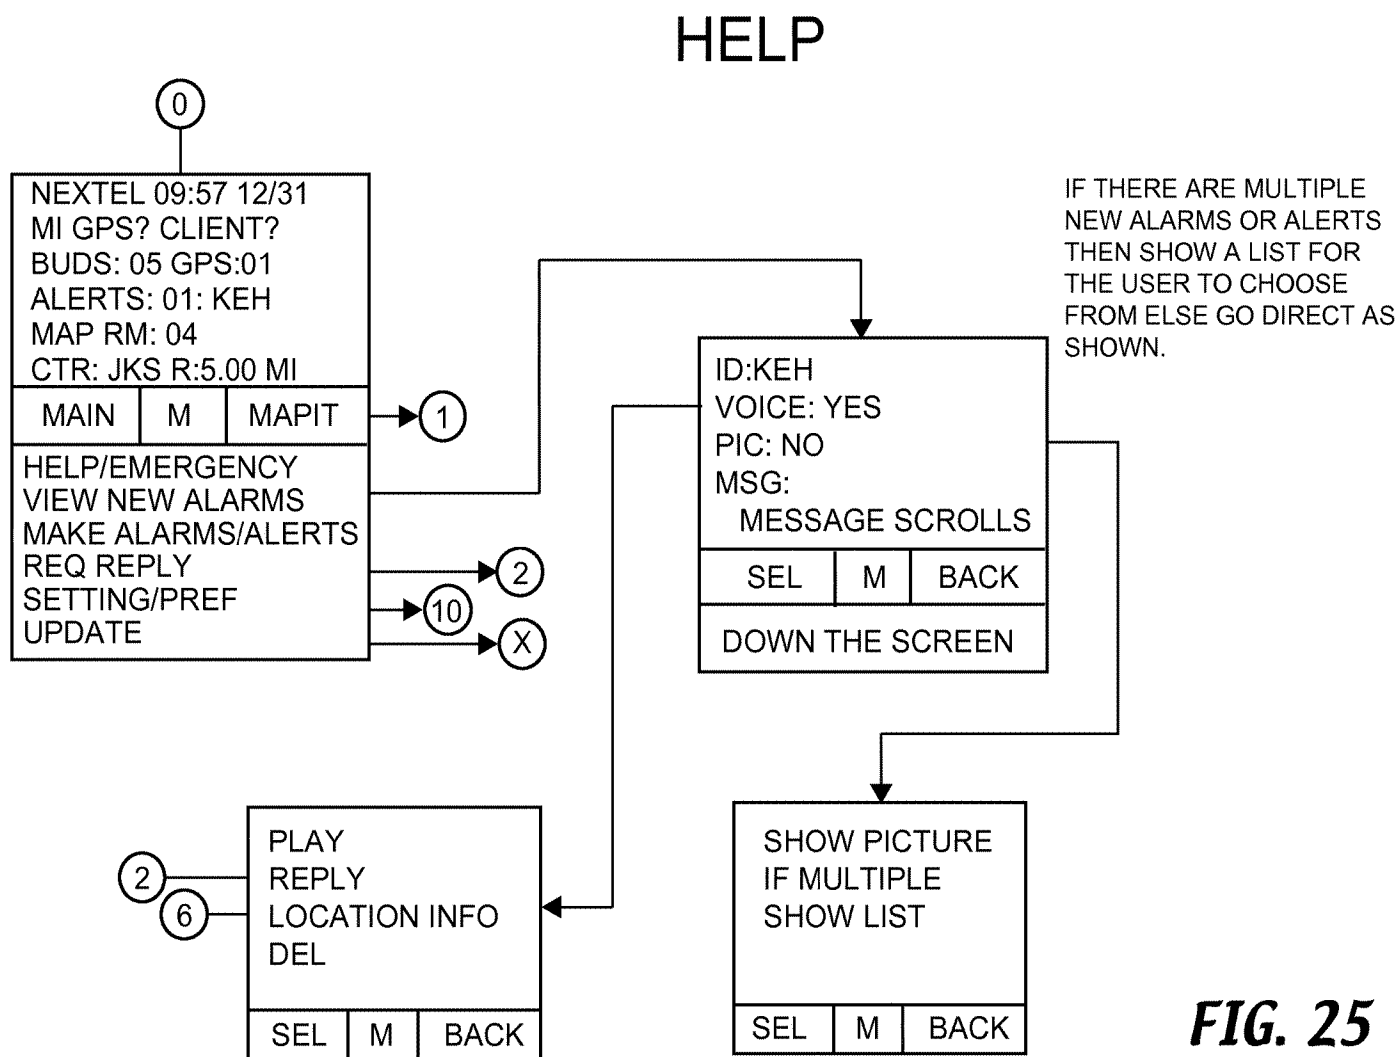 HELP
0
NEXTEL 09:57 12/31
MI GPS? CLIENT?
BUDS: 05 GPS:01
ALERTS: 01: KEH
MAP RM: 04
CTR: JKS R:5.00 MI
MAIN M MAPIT
1
HELP/EMERGENCY
VIEW NEW ALARMS
MAKE ALARMS/ALERTS
REQ REPLY
2
SETTING/PREF
10
UPDATE
X
IF THERE ARE MULTIPLE
NEW ALARMS OR ALERTS
THEN SHOW A LIST FOR
THE USER TO CHOOSE
FROM ELSE GO DIRECT AS
SHOWN.
ID:KEH
VOICE: YES
PIC: NO
MSG:
MESSAGE SCROLLS
SEL M BACK
DOWN THE SCREEN
PLAY
2
REPLY
6
LOCATION INFO
DEL
SEL M BACK
SHOW PICTURE
IF MULTIPLE
SHOW LIST
SEL M BACK
FIG. 25